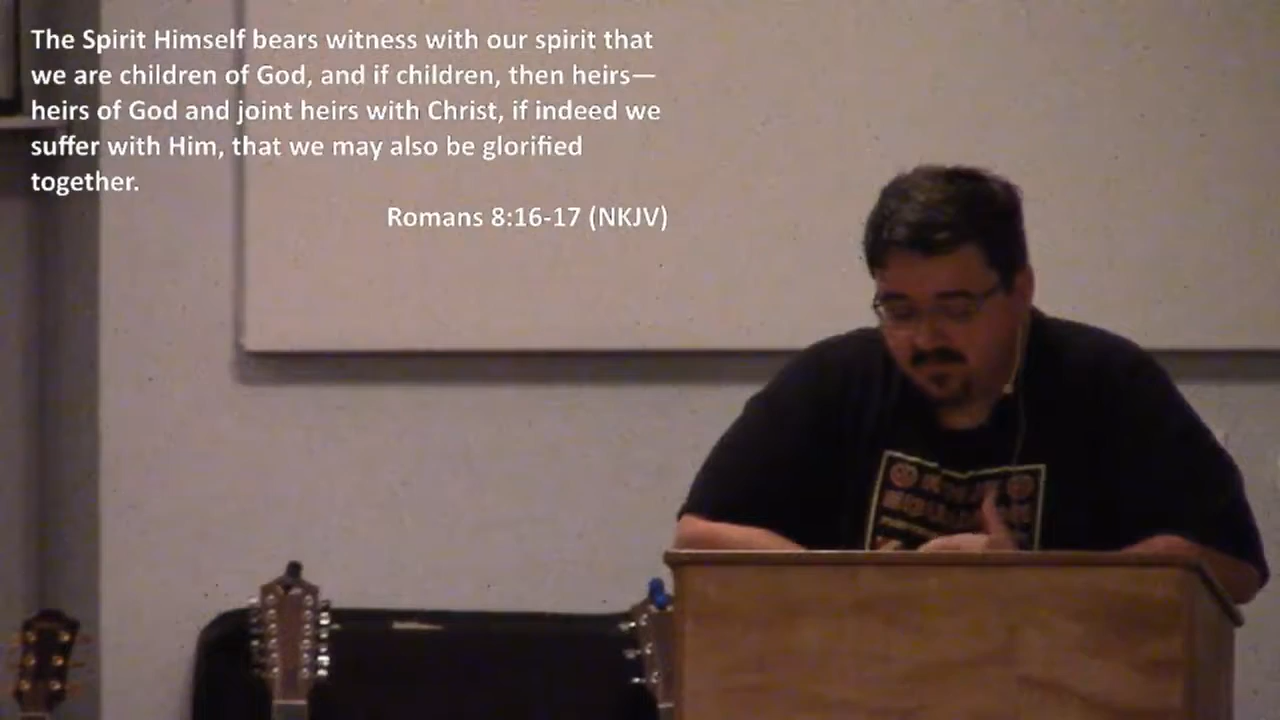 The Spirit Himself bears witness with our spirit that
we are children of God, and if children, then heirs—
heirs of God and joint heirs with Christ, if indeed we
suffer with Him, that we may also be glorified
together.
Romans 8:16-17 (NKJV)